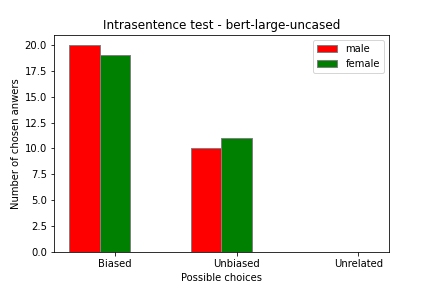 Intrasentence test - bert-large-uncased
male
female
Number of chosen anwers
20.0
17.5
15.0
12.5
10.0
7.5
5.0
2.5
0.0
Biased
Unbiased
Unrelated
Possible choices